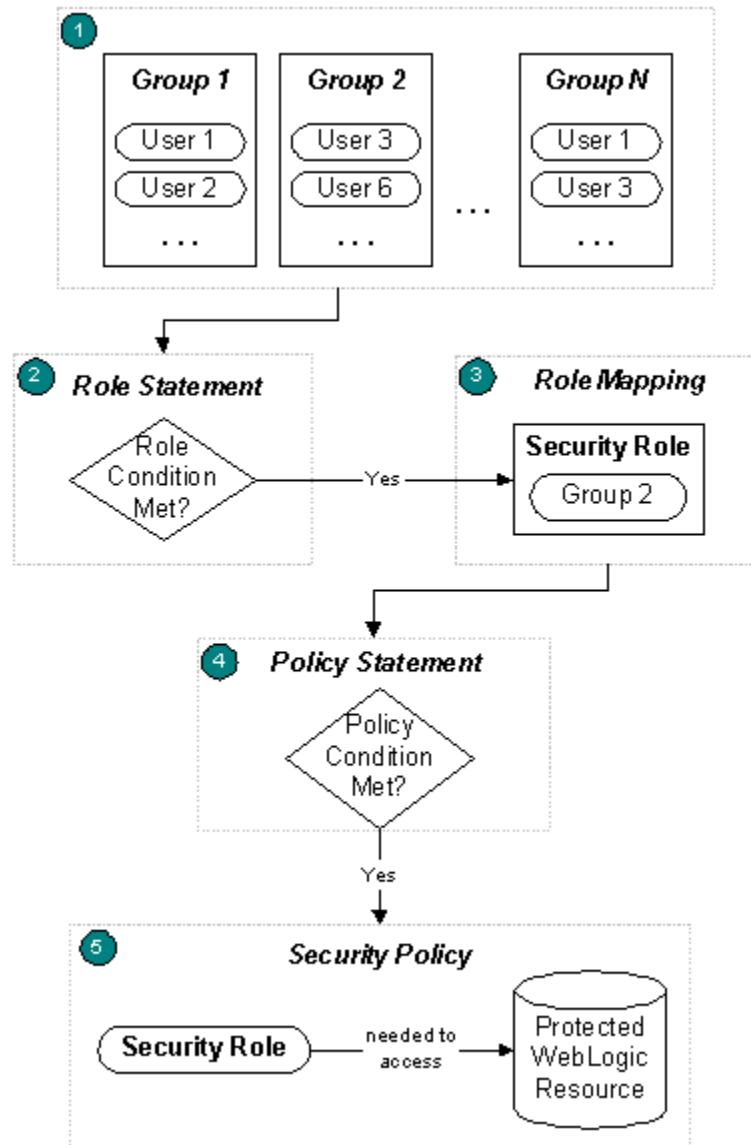 1
Group 1
User 1
User 2
...
Group 2
User 3
User 6
...
...
Group N
User 1
User 3
...
2
Role Statement
Role
Condition
Met?
Yes
3
Role Mapping
Security Role
Group 2
4
Policy Statement
Policy
Condition
Met?
Yes
5
Security Policy
Security Role
needed to
access
Protected
WebLogic
Resource